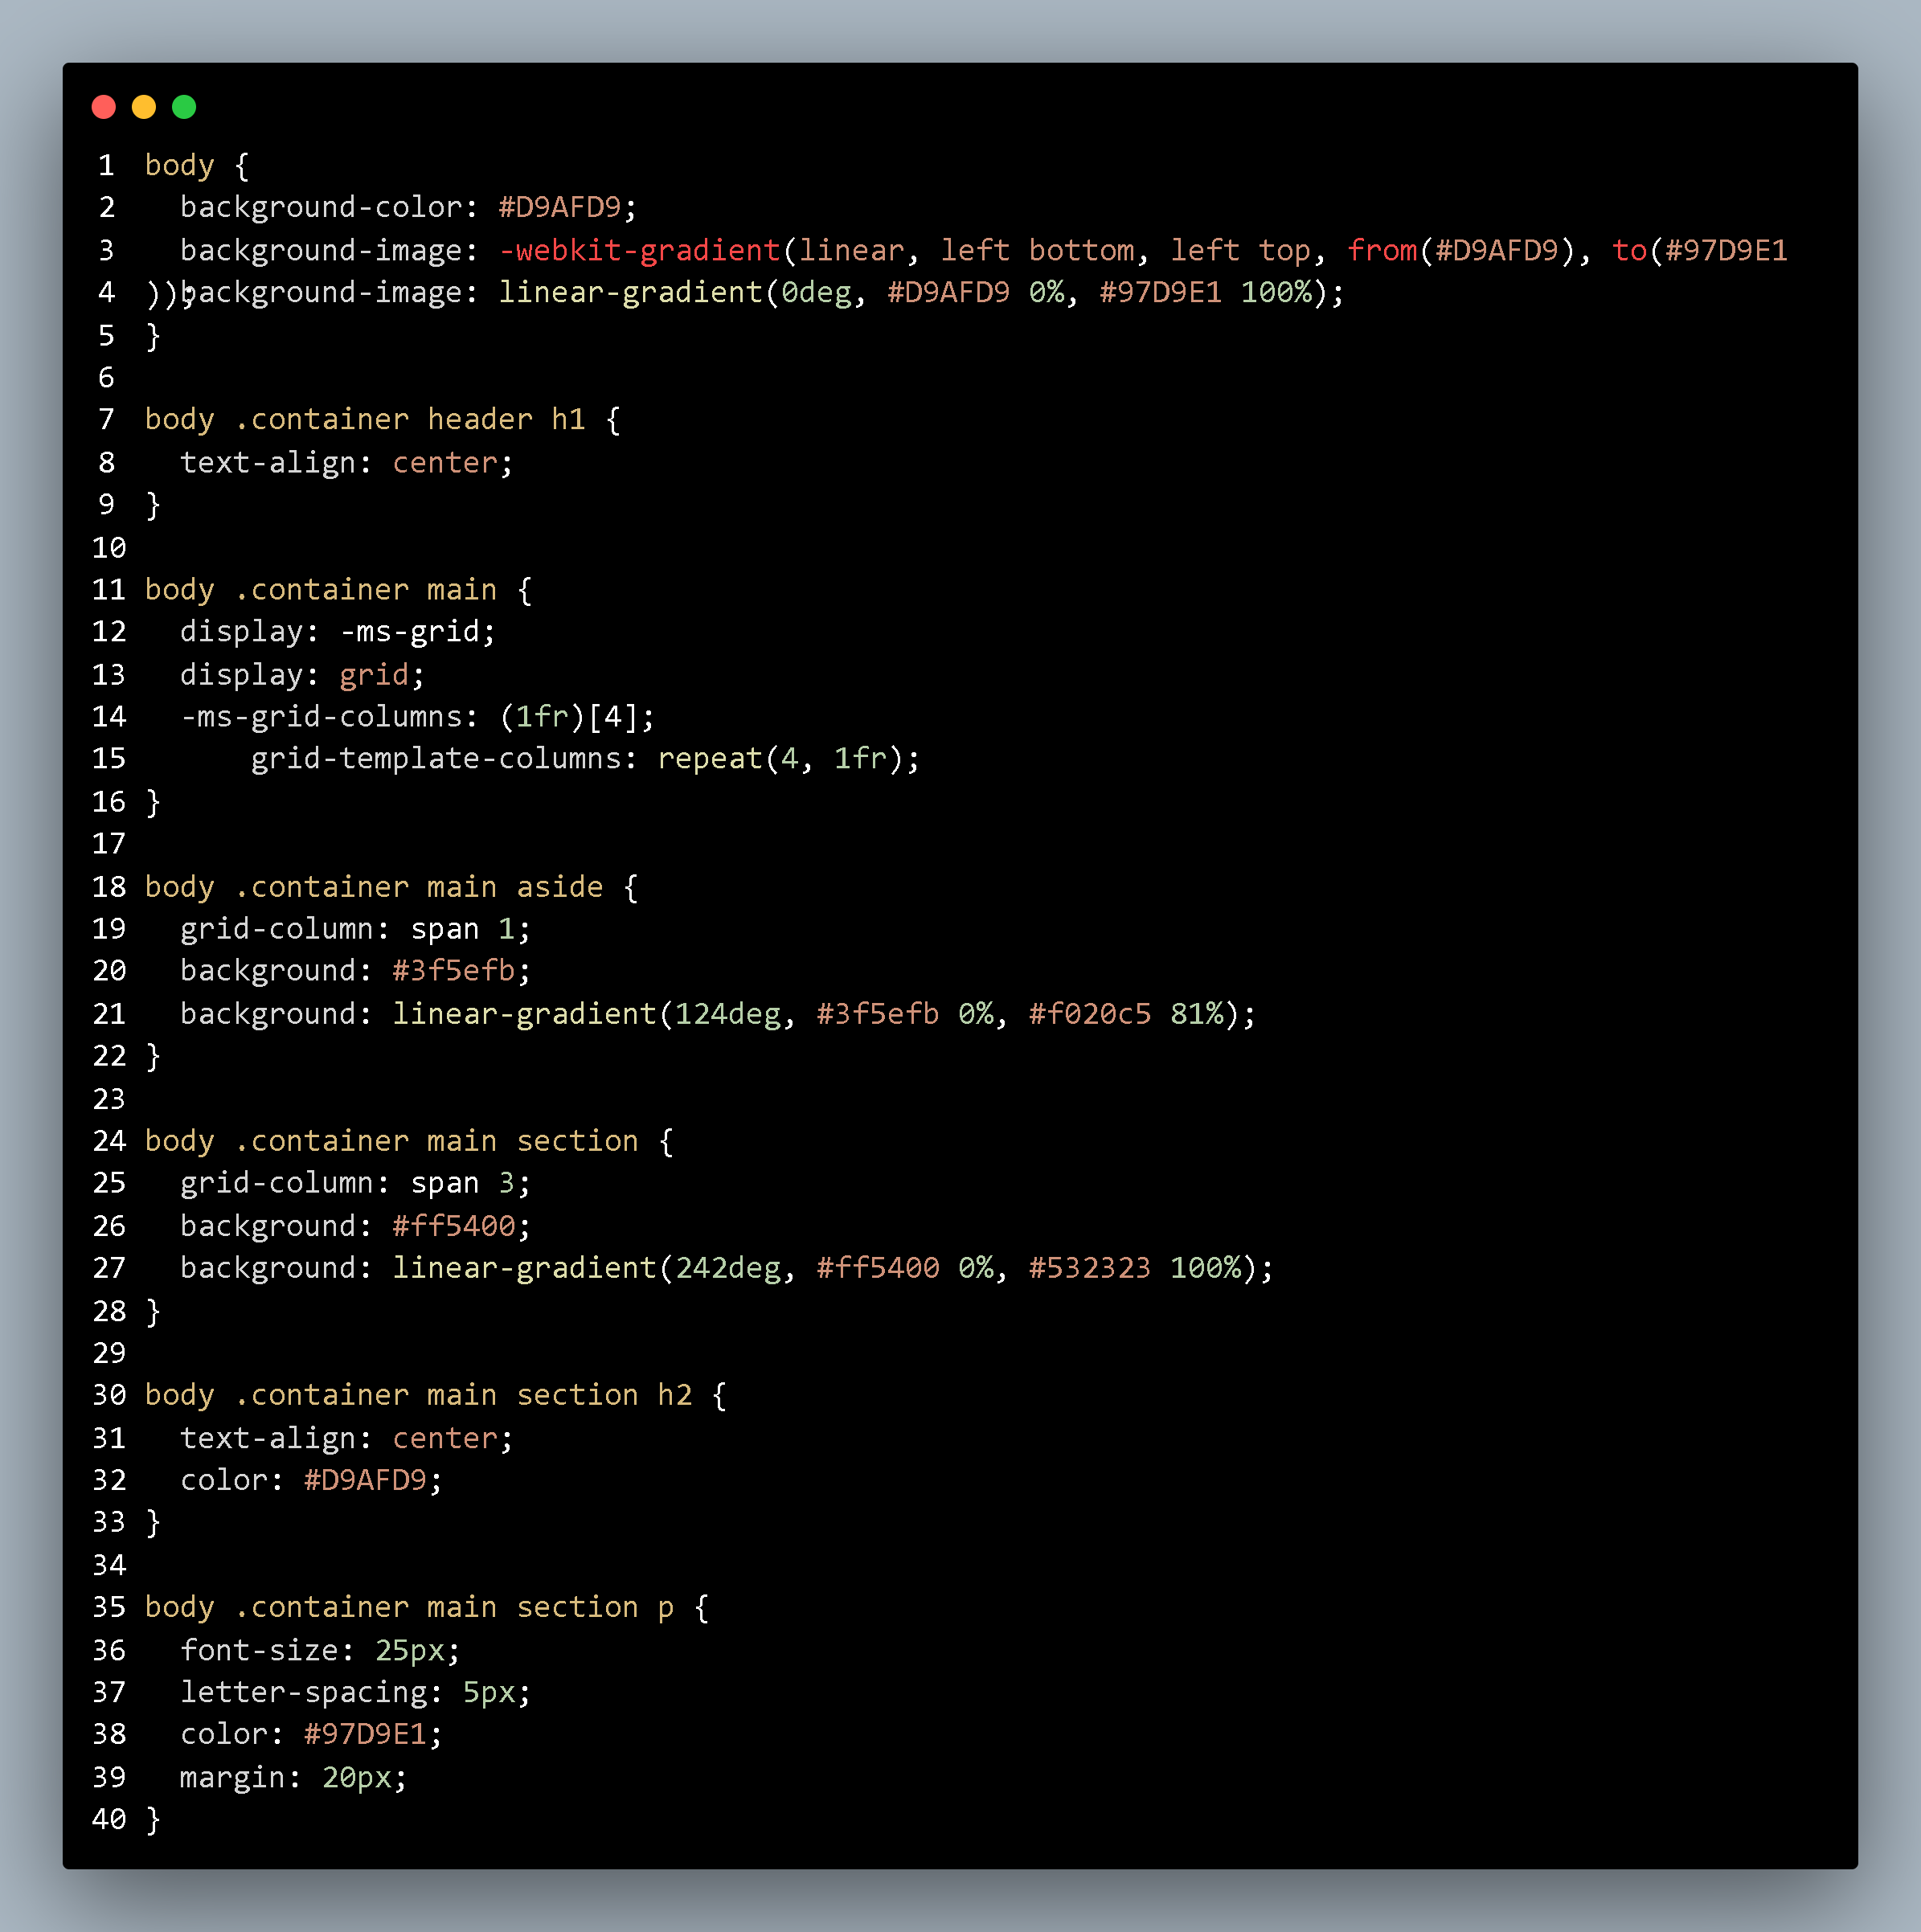 1 body {
2   background-color: #D9AFD9;
3   background-image: -webkit-gradient(linear, left bottom, left top, from(#D9AFD9), to(#97D9E1
));
4   background-image: linear-gradient(0deg, #D9AFD9 0%, #97D9E1 100%);
5 }
6
7 body .container header h1 {
8   text-align: center;
9 }
10
11 body .container main {
12   display: -ms-grid;
13   display: grid;
14   -ms-grid-columns: (1fr)[4];
15       grid-template-columns: repeat(4, 1fr);
16 }
17
18 body .container main aside {
19   grid-column: span 1;
20   background: #3f5efb;
21   background: linear-gradient(124deg, #3f5efb 0%, #f020c5 81%);
22 }
23
24 body .container main section {
25   grid-column: span 3;
26   background: #ff5400;
27   background: linear-gradient(242deg, #ff5400 0%, #532323 100%);
28 }
29
30 body .container main section h2 {
31   text-align: center;
32   color: #D9AFD9;
33 }
34
35 body .container main section p {
36   font-size: 25px;
37   letter-spacing: 5px;
38   color: #97D9E1;
39   margin: 20px;
40 }